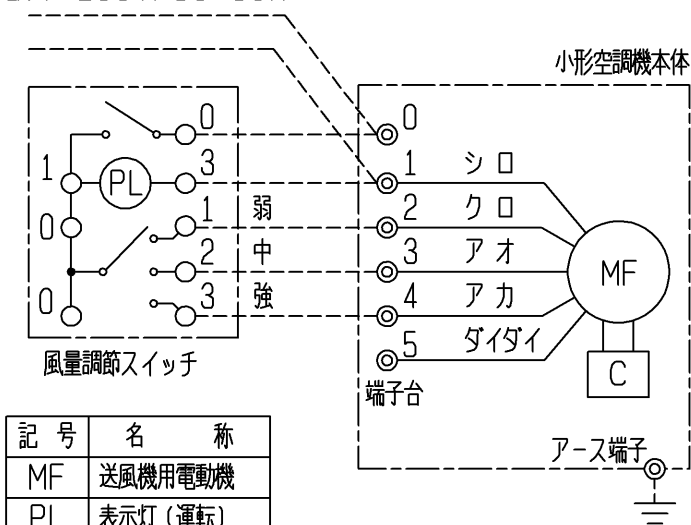 小形空調機本体
0
0
3
1
PL
1
シロ
1
弱
2
クロ
0
2
中
3
アオ
MF
0
3
強
4
アカ
5
ダイダイ
C
風量調節スイッチ
端子台
アース端子
記号 名称
MF 送風機用電動機
PL 表示灯(運転)